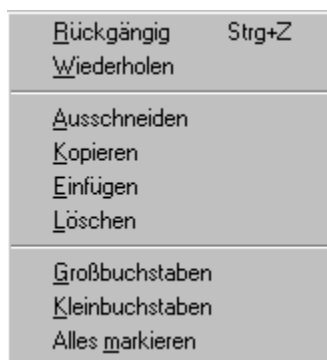 Rückgängig Strg+Z
Wiederholen
Ausschneiden
Kopieren
Einfügen
Löschen
Großbuchstaben
Kleinbuchstaben
Alles markieren